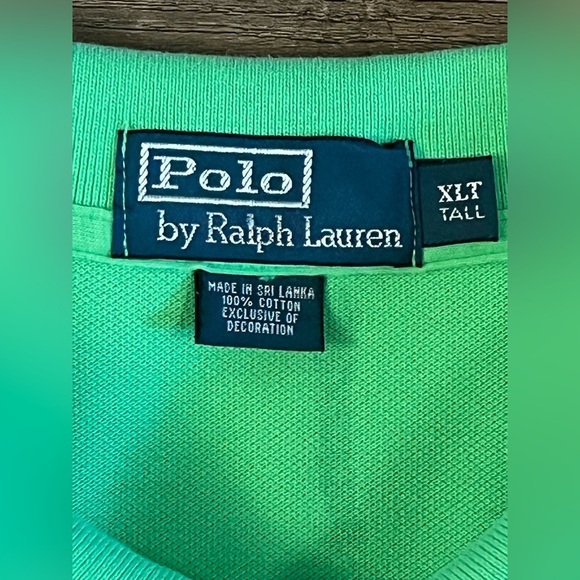 Polo
by Ralph Lauren
XLT
TALL
MADE IN SRI LANKA
100% COTTON
EXCLUSIVE OF
DECORATION